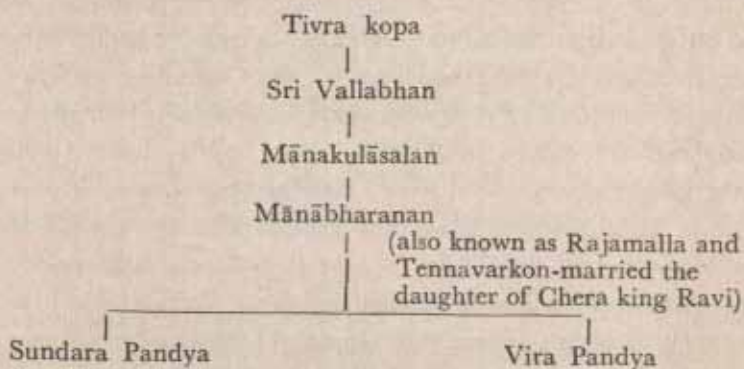 Tivra kopa
Sri Vallabhan
Mānakulāsalan
Mānābharanan
(also known as Rajamalla and
Tennavarkon-married the
daughter of Chera king Ravi)
Sundara Pandya Vira Pandya